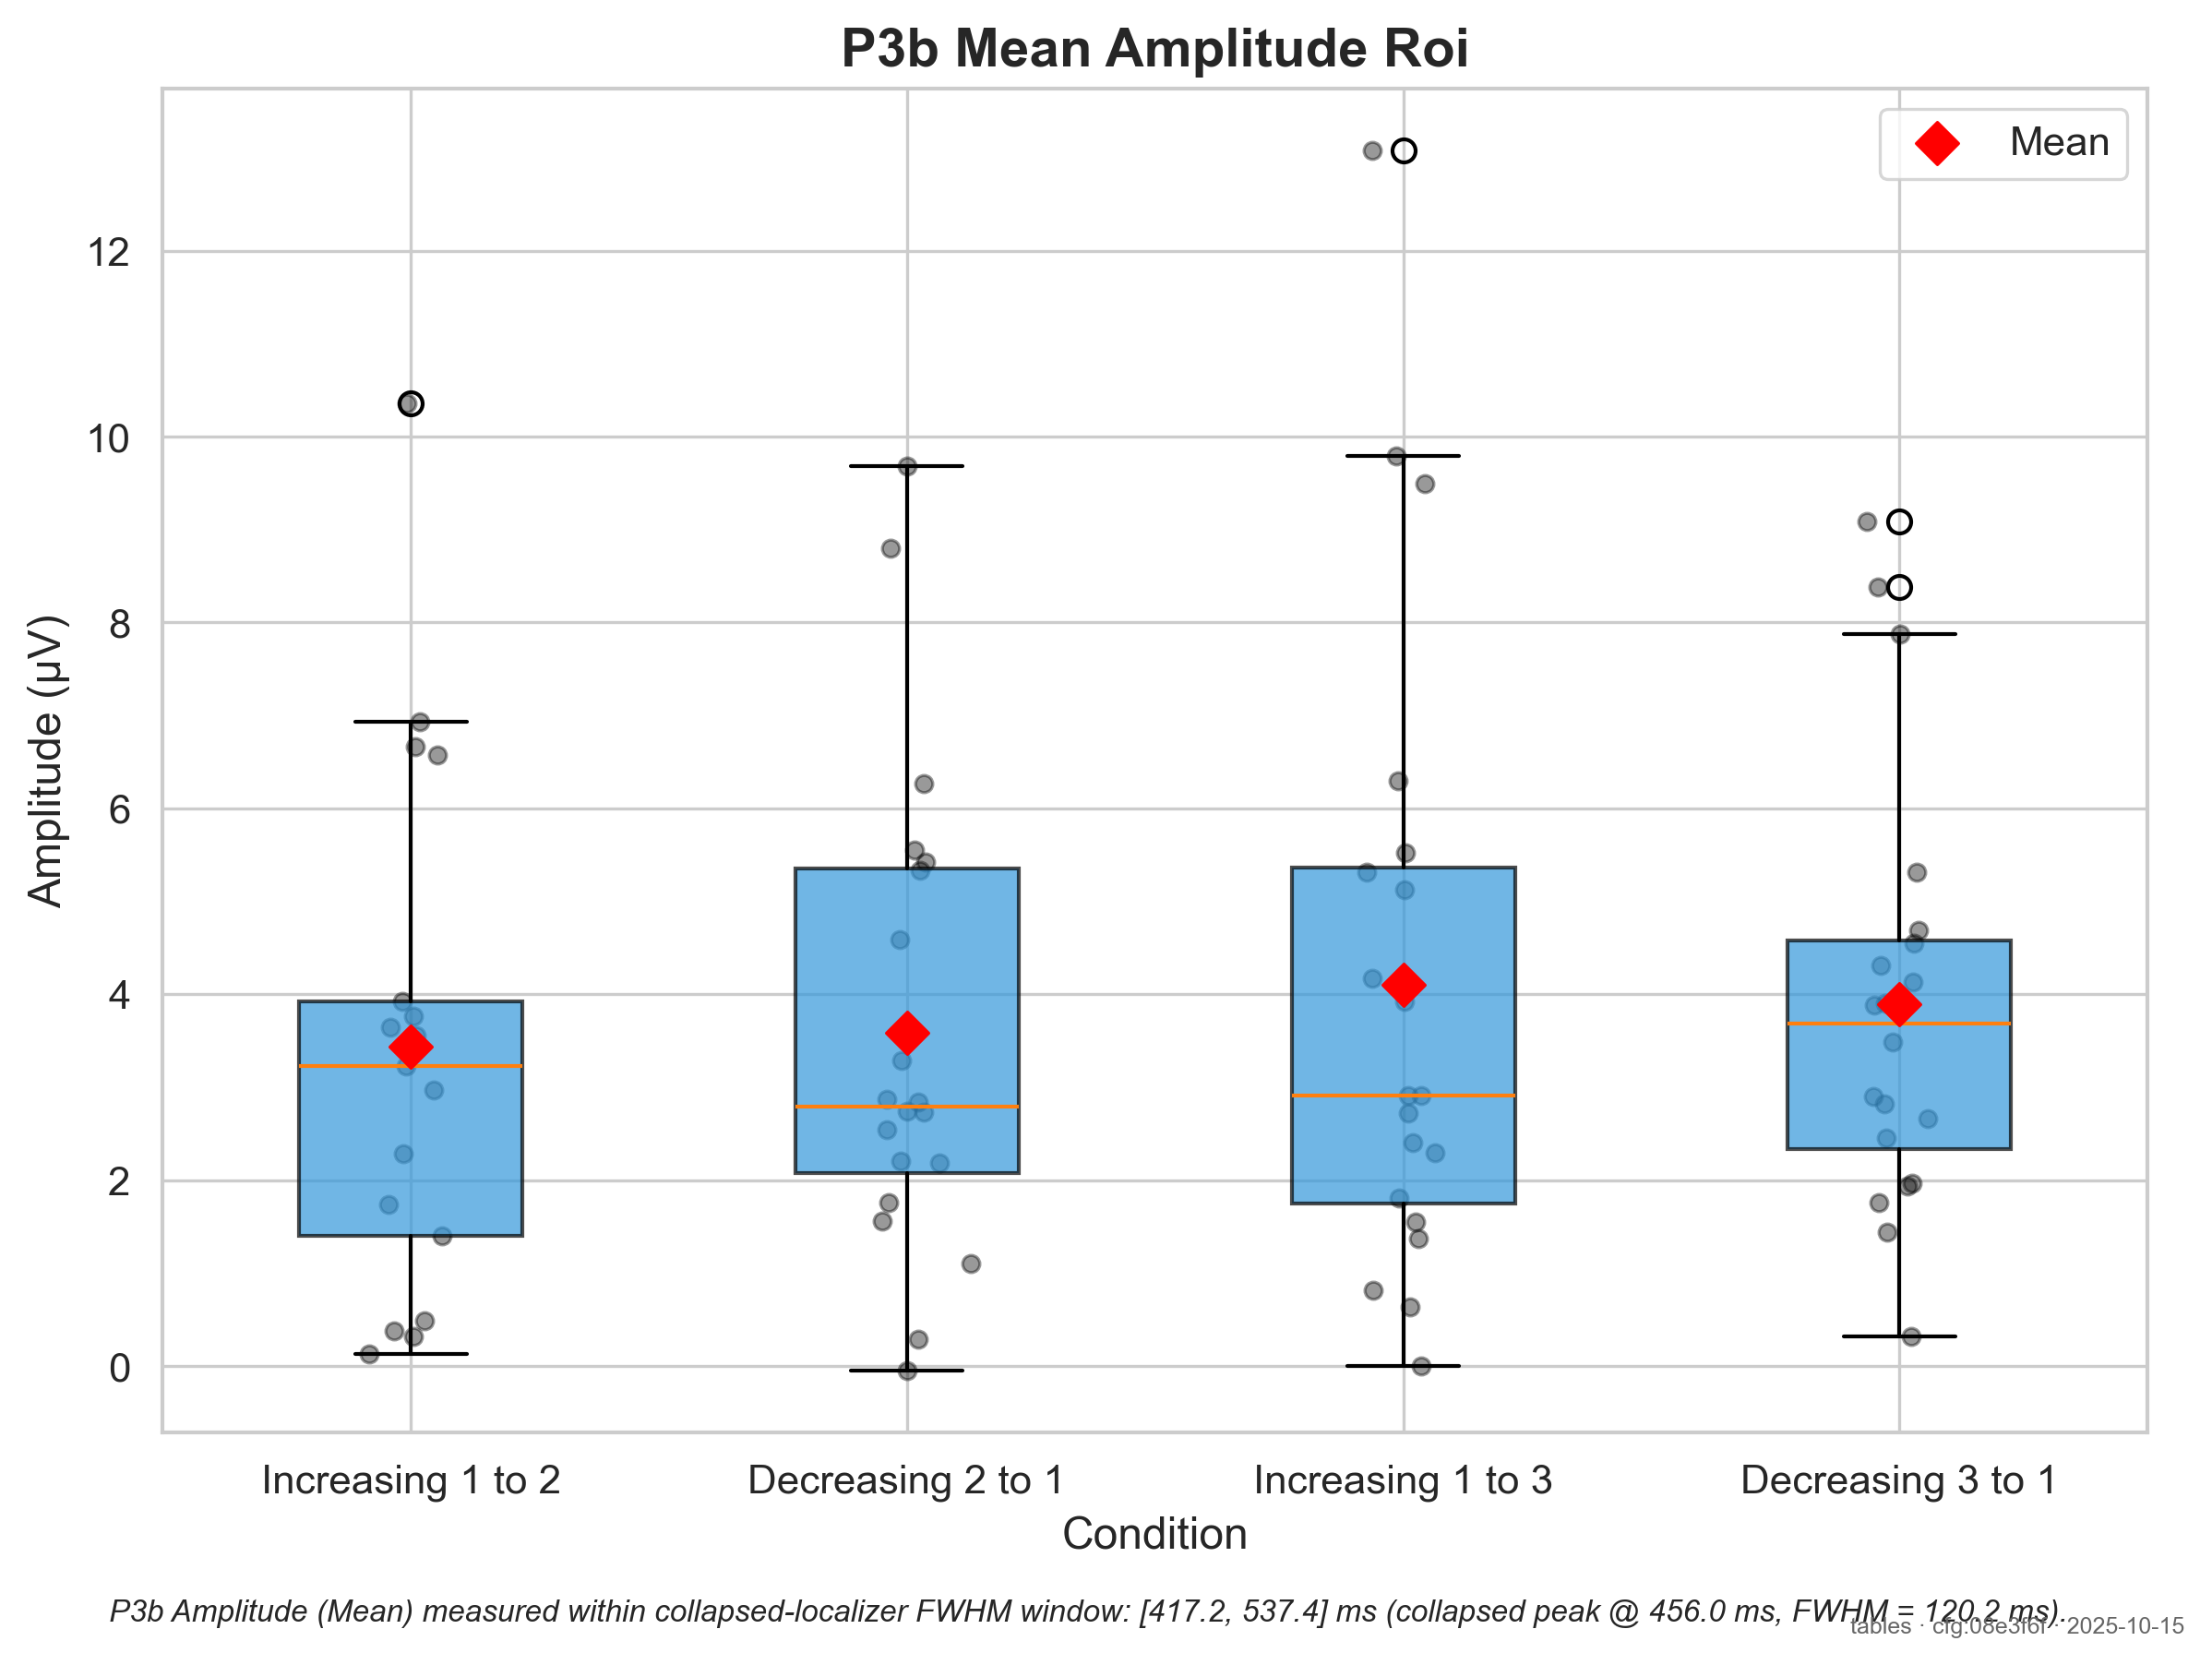 P3b Mean Amplitude Roi
Mean
12
10
8
6
4
2
0
Amplitude (µV)
Increasing 1 to 2
Decreasing 2 to 1
Increasing 1 to 3
Decreasing 3 to 1
Condition
P3b Amplitude (Mean) measured within collapsed-localizer FWHM window: [417.2, 537.4] ms (collapsed peak @ 456.0 ms, FWHM = 120.2 ms).
tables · cfg:08e3f6f · 2025-10-15